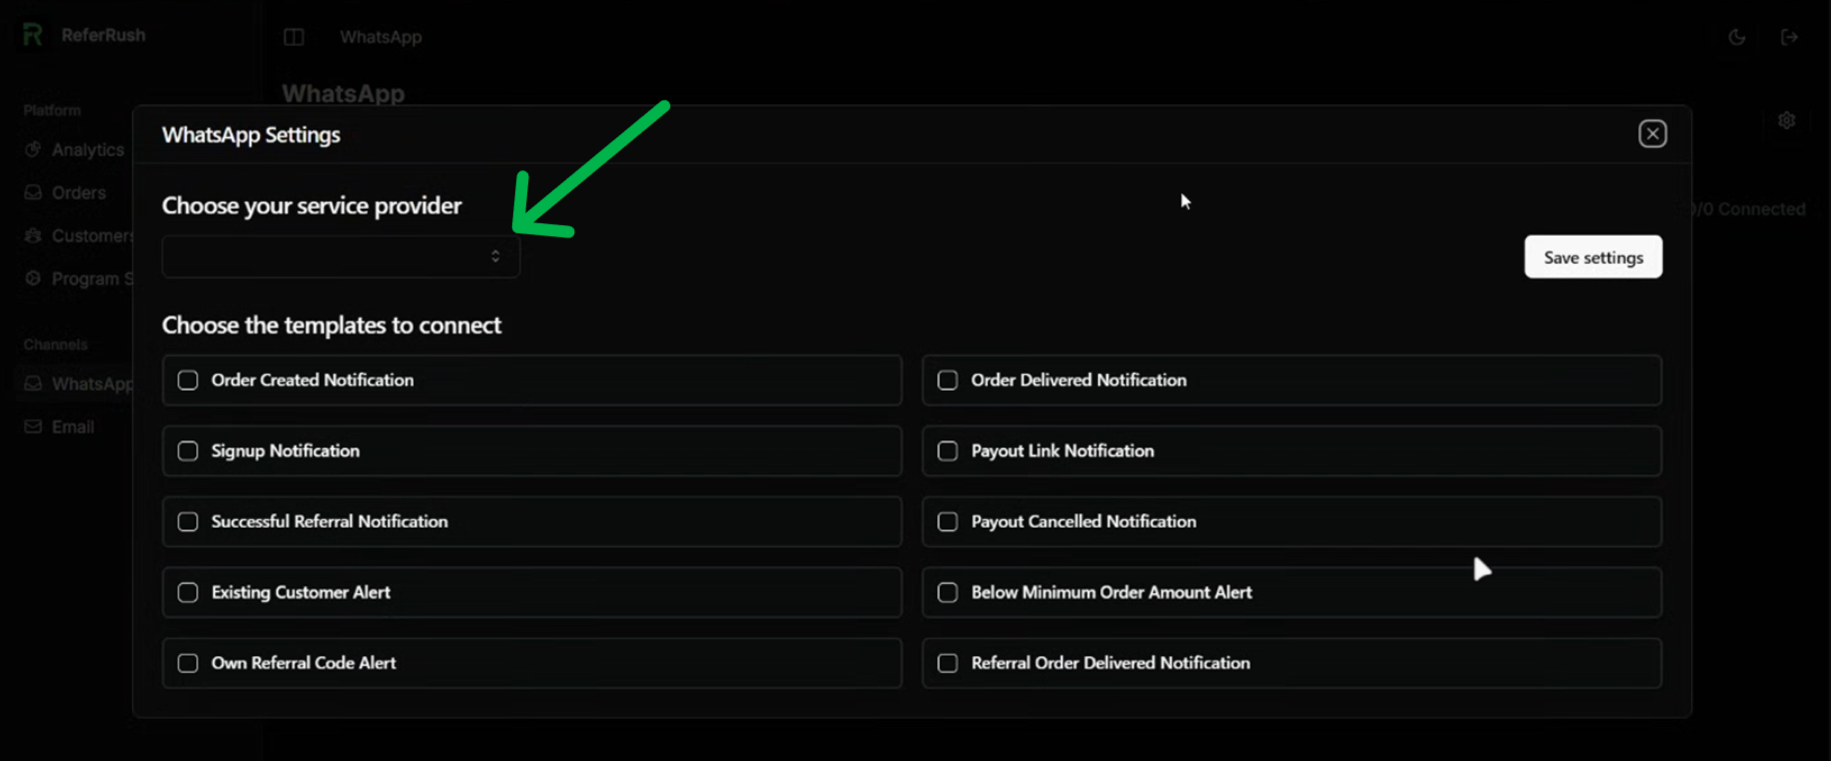 ReferRush
WhatsApp
WhatsApp
Platform
Analytics
Orders
Customers
Program S
Channels
WhatsApp
Email
/0 Connected
WhatsApp Settings
Choose your service provider
Save settings
Choose the templates to connect
Order Created Notification
Order Delivered Notification
Signup Notification
Payout Link Notification
Successful Referral Notification
Payout Cancelled Notification
Existing Customer Alert
Below Minimum Order Amount Alert
Own Referral Code Alert
Referral Order Delivered Notification